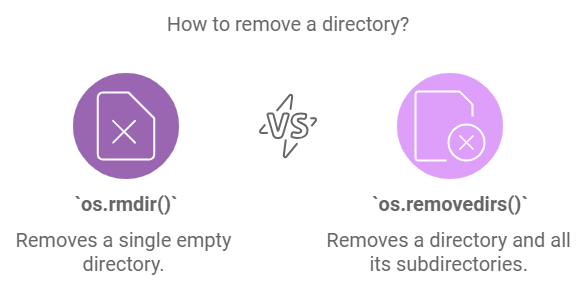 How to remove a directory?
VS
`os.rmdir()`
Removes a single empty
directory.
`os.removedirs()`
Removes a directory and all
its subdirectories.